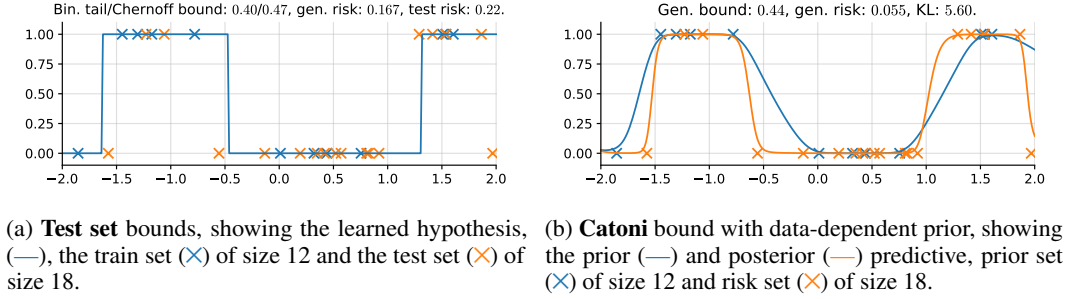 Bin. tail/Chernoff bound: 0.40/0.47, gen. risk: 0.167, test risk: 0.22.
1.00
0.75
0.50
0.25
0.00
−2.0 −1.5 −1.0 −0.5 0.0 0.5 1.0 1.5 2.0
(a) Test set bounds, showing the learned hypothesis,
(—), the train set (×) of size 12 and the test set (×) of
size 18.
Gen. bound: 0.44, gen. risk: 0.055, KL: 5.60.
1.00
0.75
0.50
0.25
0.00
−2.0 −1.5 −1.0 −0.5 0.0 0.5 1.0 1.5 2.0
(b) Catoni bound with data-dependent prior, showing
the prior (—) and posterior (—) predictive, prior set
(×) of size 12 and risk set (×) of size 18.